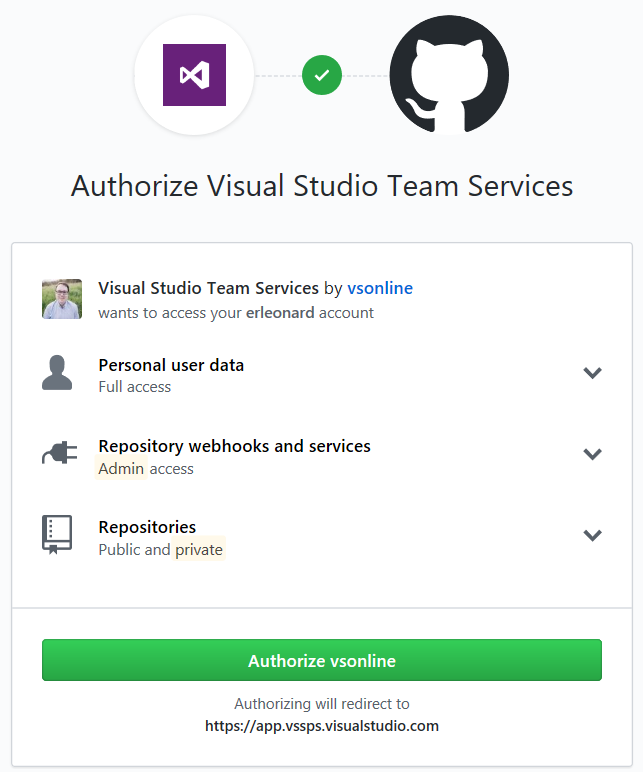 Authorize Visual Studio Team Services
Visual Studio Team Services by vsonline
wants to access your erleonard account
Personal user data
Full access
Repository webhooks and services
Admin access
Repositories
Public and private
Authorize vsonline
Authorizing will redirect to
https://app.vssps.visualstudio.com